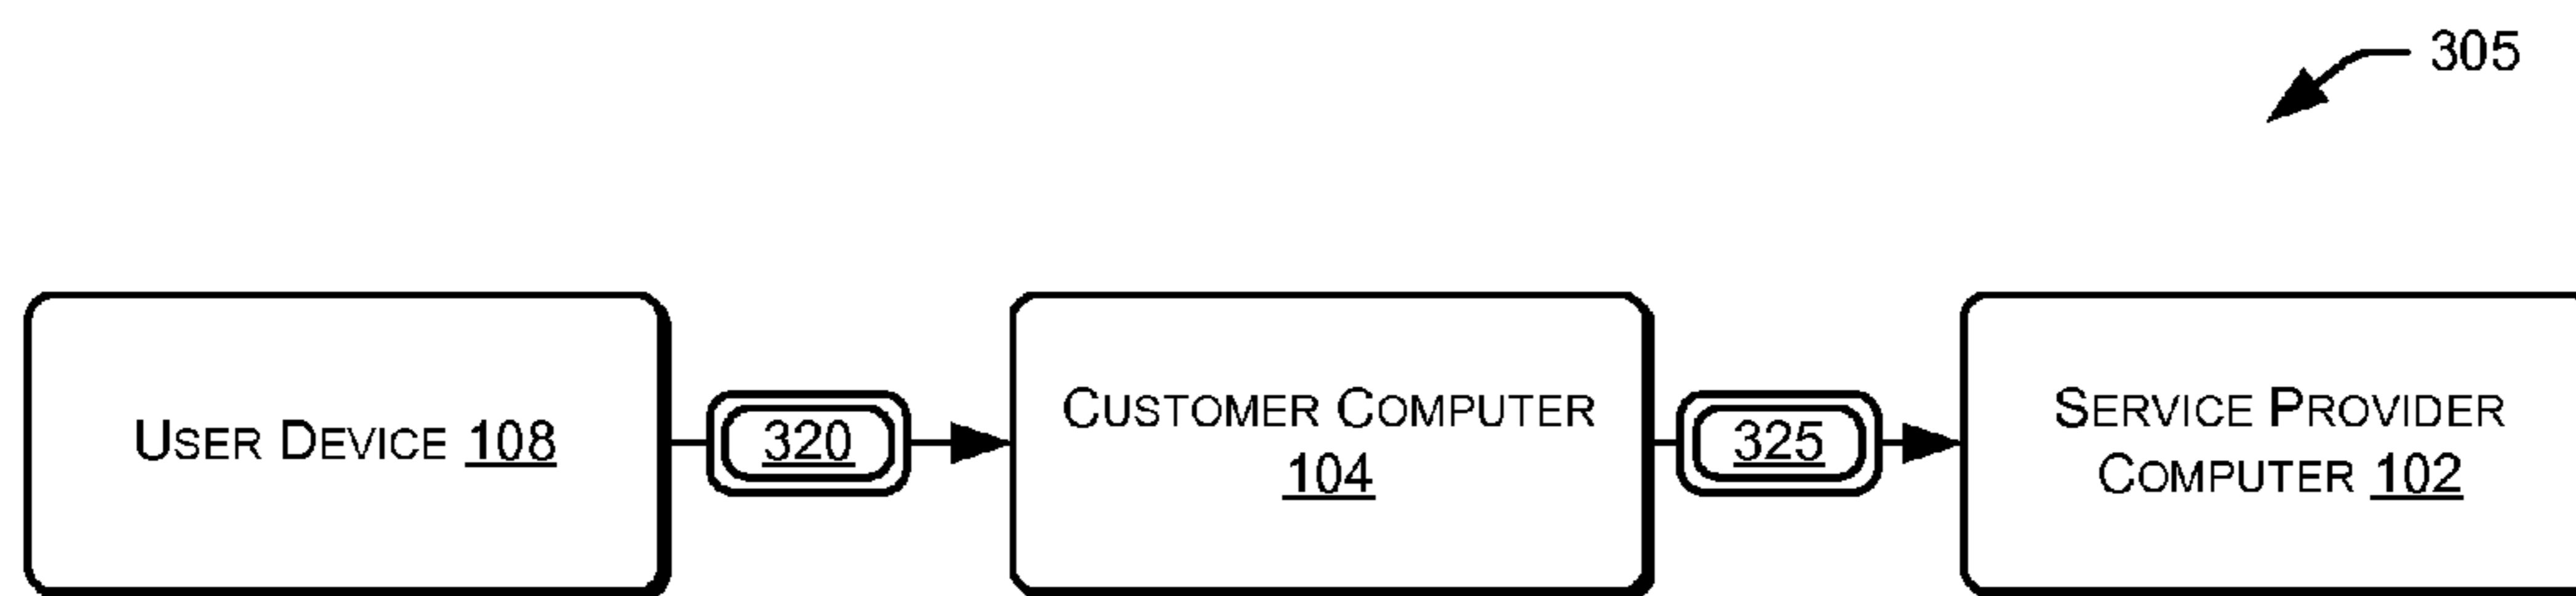 305
USER DEVICE 108
320
CUSTOMER COMPUTER
104
325
SERVICE PROVIDER
COMPUTER 102